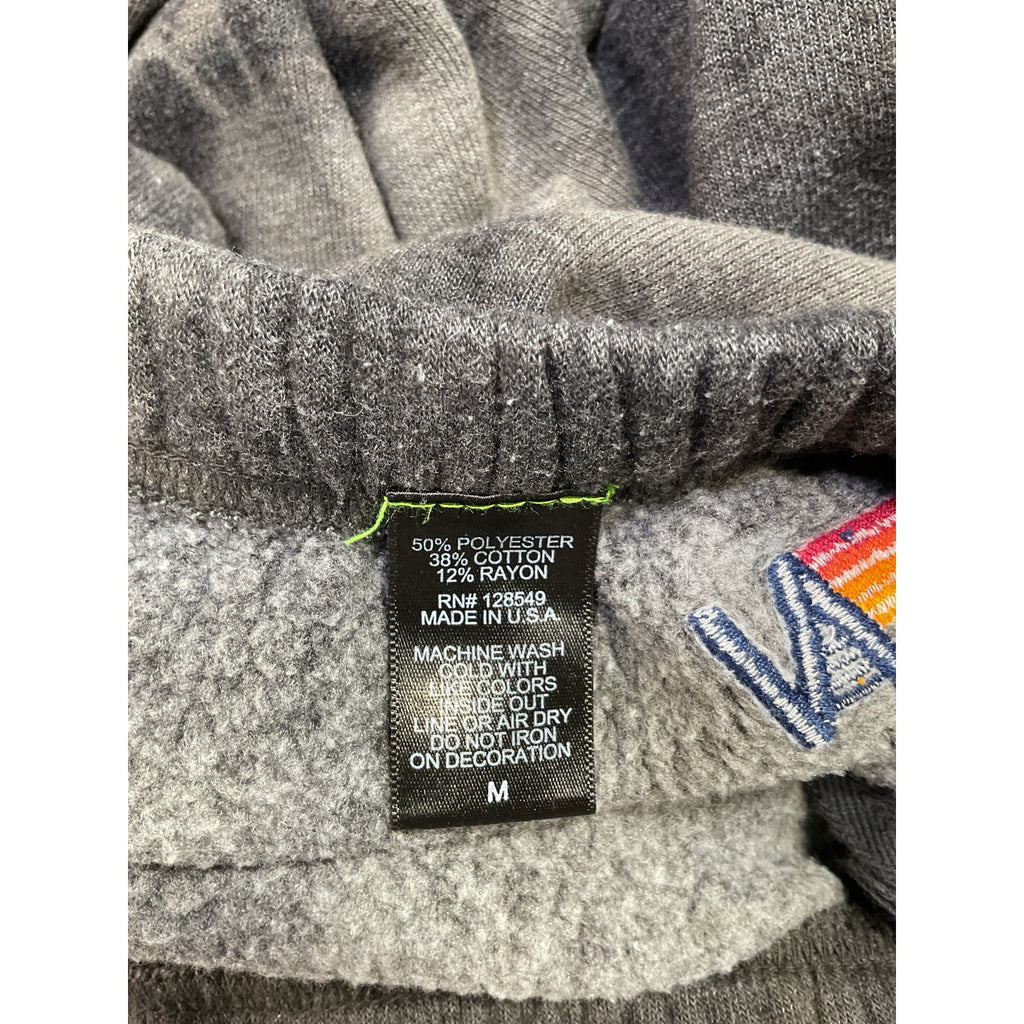 50% POLYESTER
38% COTTON
12% RAYON
RN# 128549
MADE IN U.S.A.
MACHINE WASH
COLD WITH
LIKE COLORS
INSIDE OUT
LINE OR AIR DRY
DO NOT IRON
ON DECORATION
M